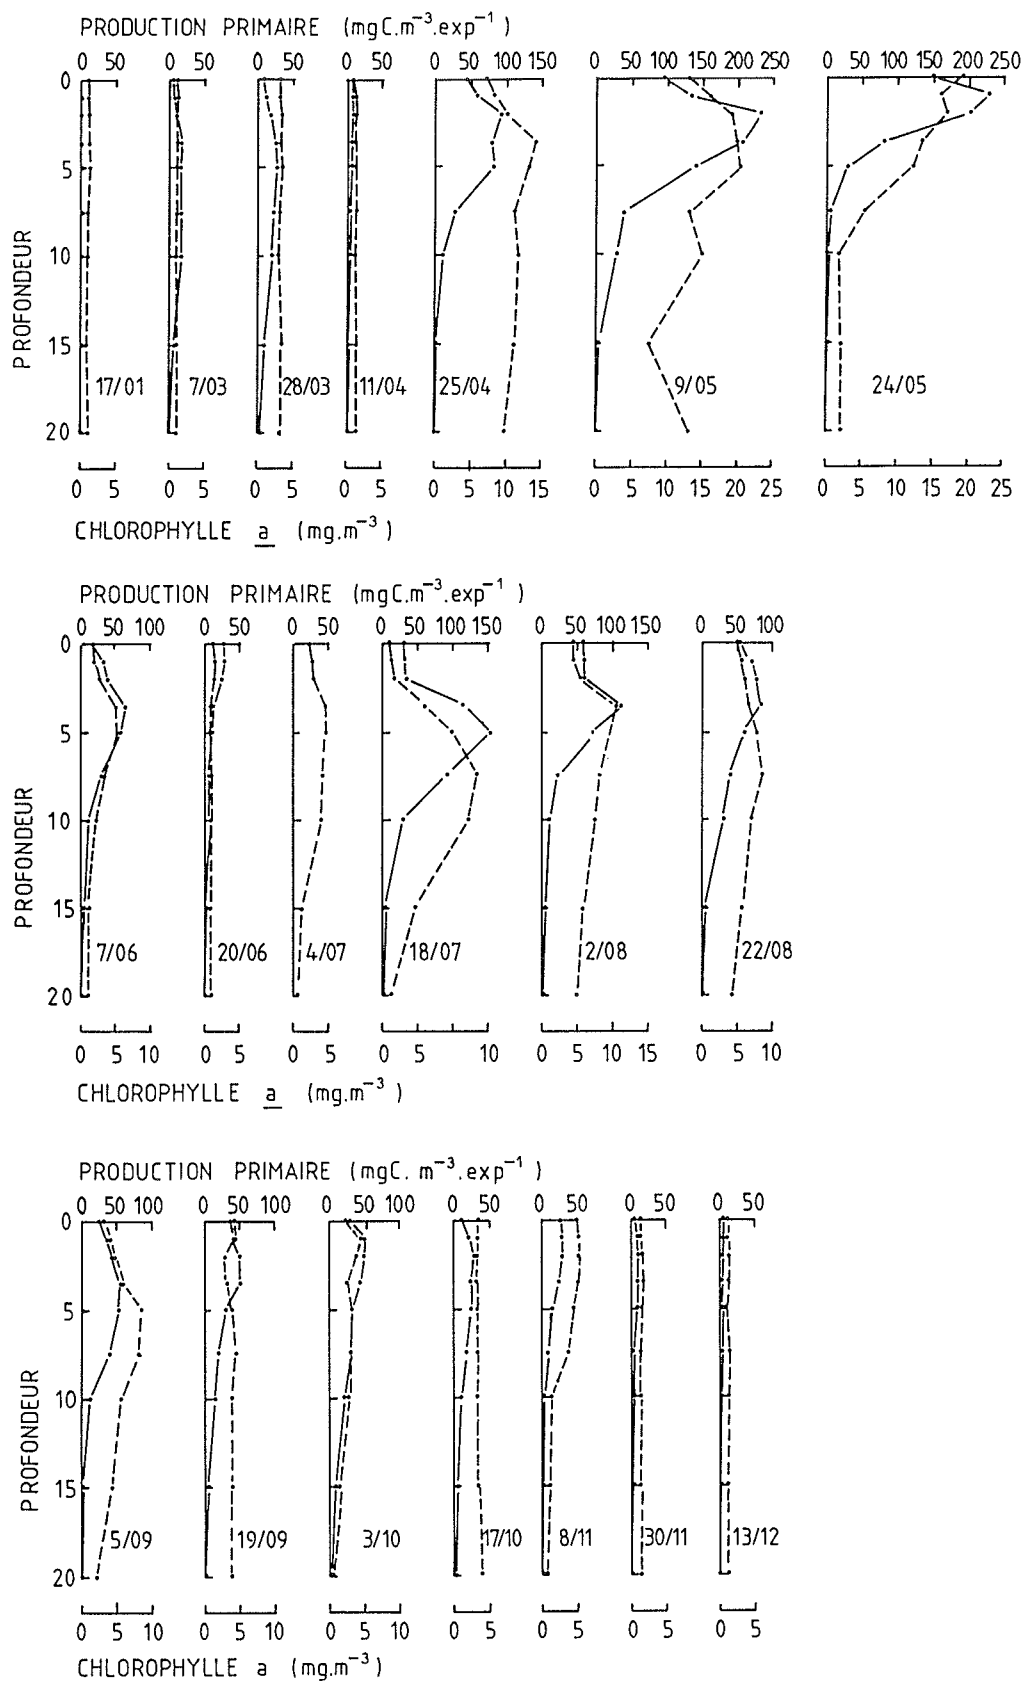 PRODUCTION PRIMAIRE (mgC.m⁻³.exp⁻¹)
0 50 0 50 0 50 0 50 0 50 100 150 0 50 100 150 200 250 0 50 100 150 200 250
0
5
10
15
20
PROFONDEUR
17/01 7/03 28/03 11/04 25/04 9/05 24/05
0 5 0 5 0 5 0 5 0 5 10 15 0 5 10 15 20 25 0 5 10 15 20 25
CHLOROPHYLLE a (mg.m⁻³)
PRODUCTION PRIMAIRE (mgC.m⁻³.exp⁻¹)
0 50 100 0 50 0 50 0 50 100 150 0 50 100 150 0 50 100
0
5
10
15
20
PROFONDEUR
7/06 20/06 4/07 18/07 2/08 22/08
0 5 10 0 5 0 5 0 5 10 0 5 10 15 0 5 10
CHLOROPHYLLE a (mg.m⁻³)
PRODUCTION PRIMAIRE (mgC. m⁻³.exp⁻¹)
0 50 100 0 50 100 0 50 100 0 50 0 50 0 50 0 50
0
5
10
15
20
PROFONDEUR
5/09 19/09 3/10 17/10 8/11 30/11 13/12
0 5 10 0 5 10 0 5 10 0 5 0 5 0 5 0 5
CHLOROPHYLLE a (mg.m⁻³)